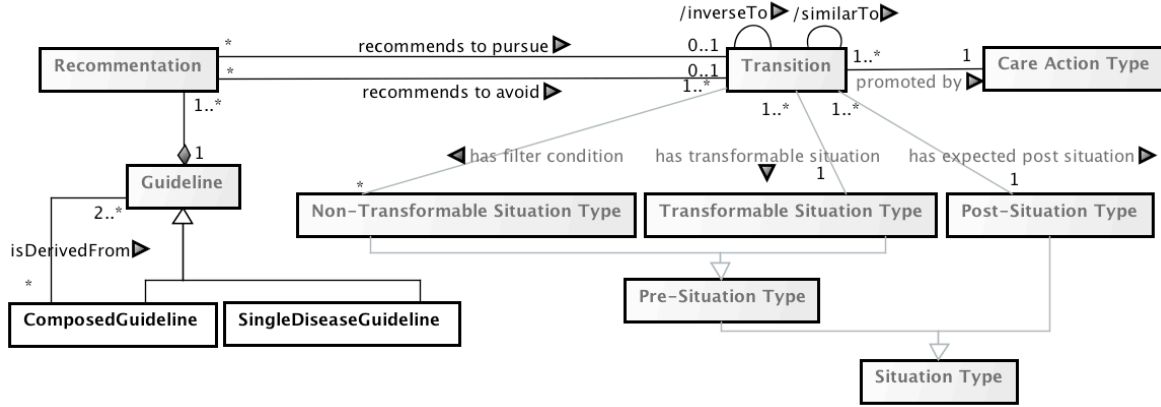 /inverseTo /similarTo
* recommends to pursue 0..1 1..* 1
Recommentation Transition Care Action Type
* recommends to avoid 0..1 promoted by
1..* 1..* 1..* 1..*
1 has filter condition has transformable situation has expected post situation
Guideline
2..* * 1 1
Non-Transformable Situation Type Transformable Situation Type Post-Situation Type
isDerivedFrom
* Pre-Situation Type
ComposedGuideline SingleDiseaseGuideline
Situation Type